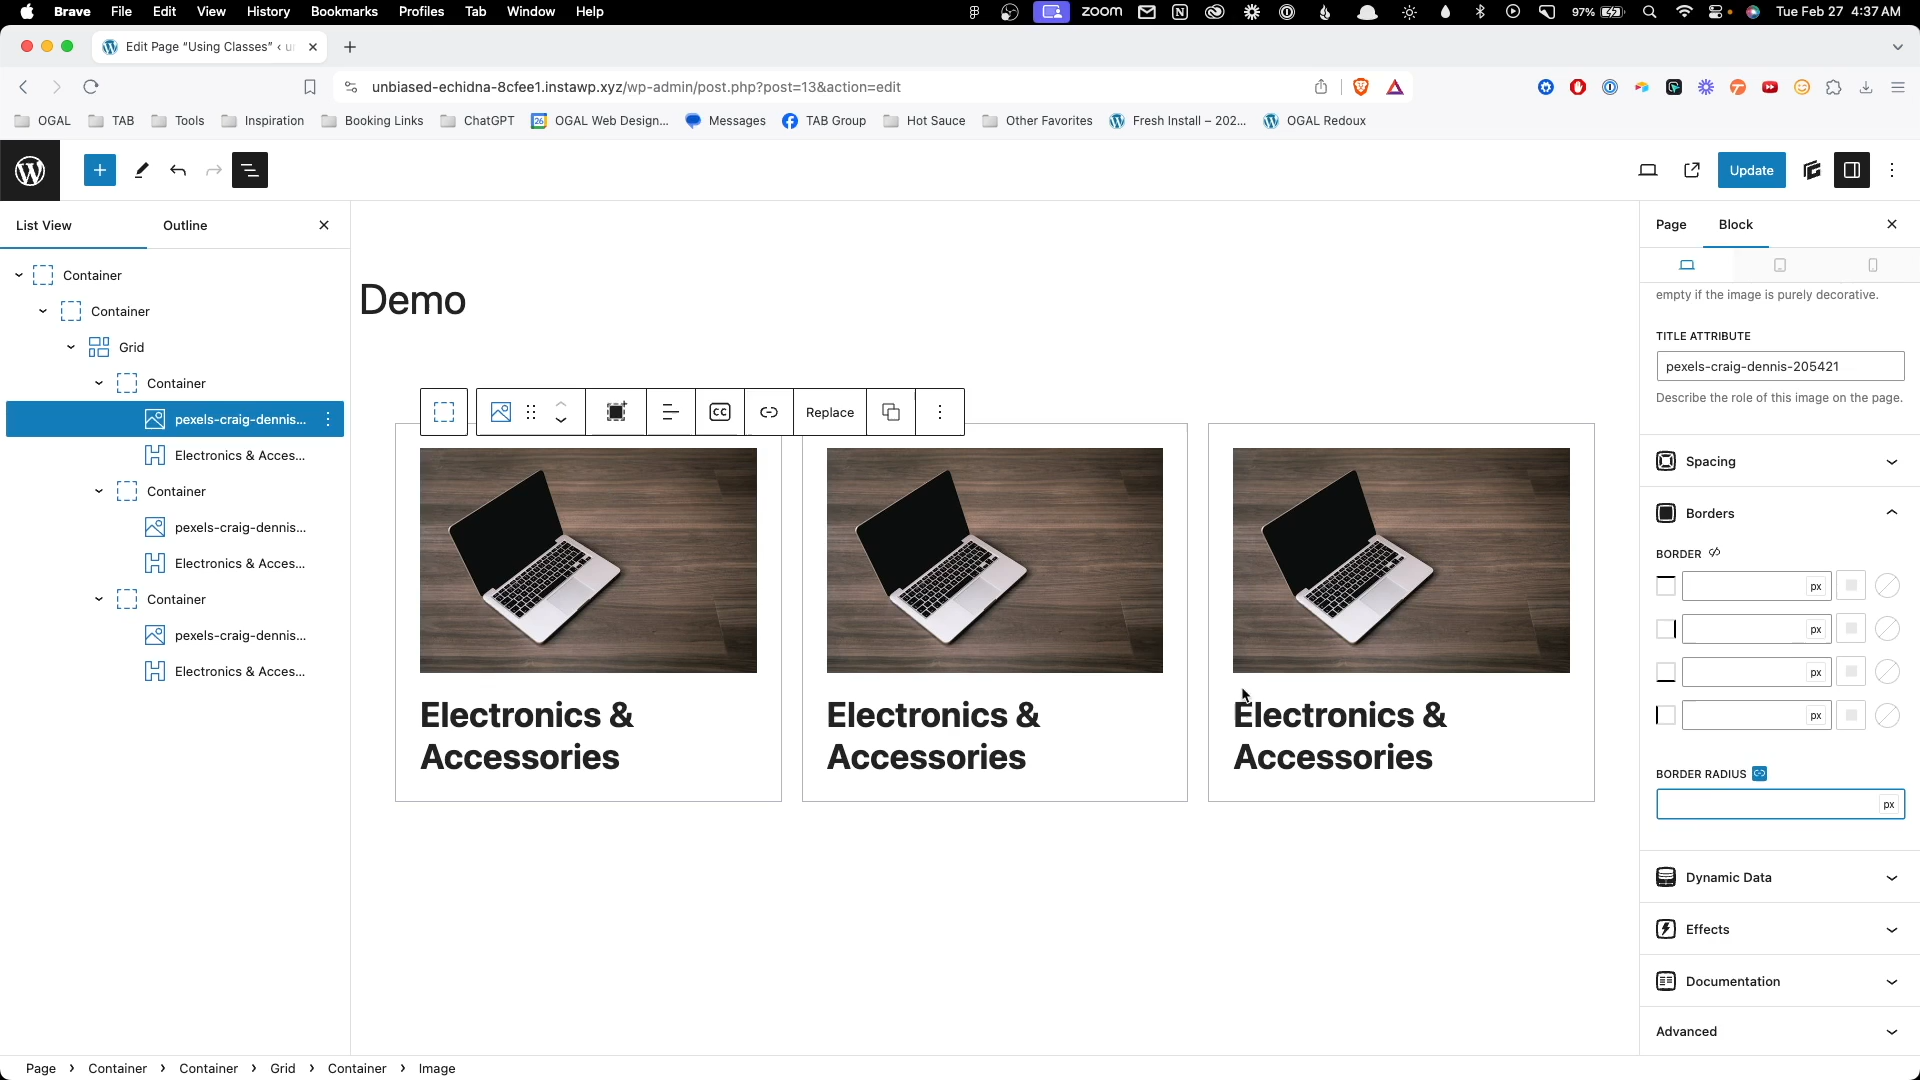 Brave File Edit View History Bookmarks Profiles Tab Window Help zoom 97% Tue Feb 27 4:37 AM
Edit Page “Using Classes” ‹ u
unbiased-echidna-8cfee1.instawp.xyz/wp-admin/post.php?post=13&action=edit
OGAL TAB Tools Inspiration Booking Links ChatGPT 26 OGAL Web Design... Messages TAB Group Hot Sauce Other Favorites Fresh Install – 202... OGAL Redoux
Update
List View Outline
Page Block
Container
Container
Grid
Container
pexels-craig-dennis...
Electronics & Acces...
Container
pexels-craig-dennis...
Electronics & Acces...
Container
pexels-craig-dennis...
Electronics & Acces...
Demo
CC Replace
Electronics &
Accessories
Electronics &
Accessories
Electronics &
Accessories
empty if the image is purely decorative.
TITLE ATTRIBUTE
pexels-craig-dennis-205421
Describe the role of this image on the page.
Spacing
Borders
BORDER
px
px
px
px
BORDER RADIUS
px
Dynamic Data
Effects
Documentation
Advanced
Page › Container › Container › Grid › Container › Image